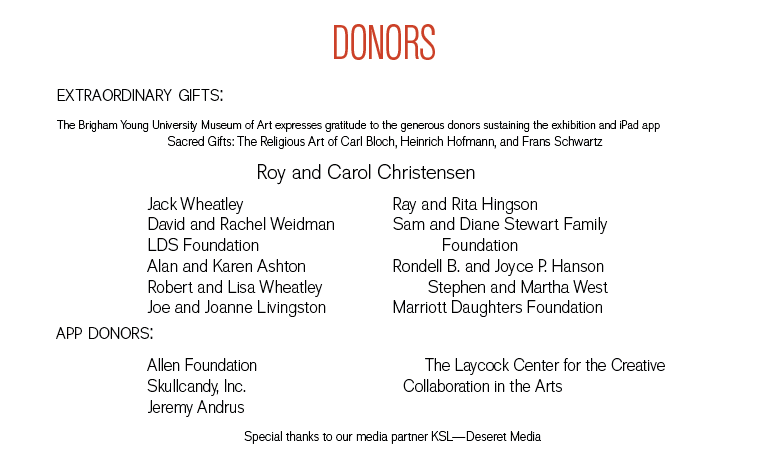 DONORS
EXTRAORDINARY GIFTS:
The Brigham Young University Museum of Art expresses gratitude to the generous donors sustaining the exhibition and iPad app
Sacred Gifts: The Religious Art of Carl Bloch, Heinrich Hofmann, and Frans Schwartz
Roy and Carol Christensen
Jack Wheatley
David and Rachel Weidman
LDS Foundation
Alan and Karen Ashton
Robert and Lisa Wheatley
Joe and Joanne Livingston
Ray and Rita Hingson
Sam and Diane Stewart Family
Foundation
Rondell B. and Joyce P. Hanson
Stephen and Martha West
Marriott Daughters Foundation
APP DONORS:
Allen Foundation
Skullcandy, Inc.
Jeremy Andrus
The Laycock Center for the Creative
Collaboration in the Arts
Special thanks to our media partner KSL—Deseret Media